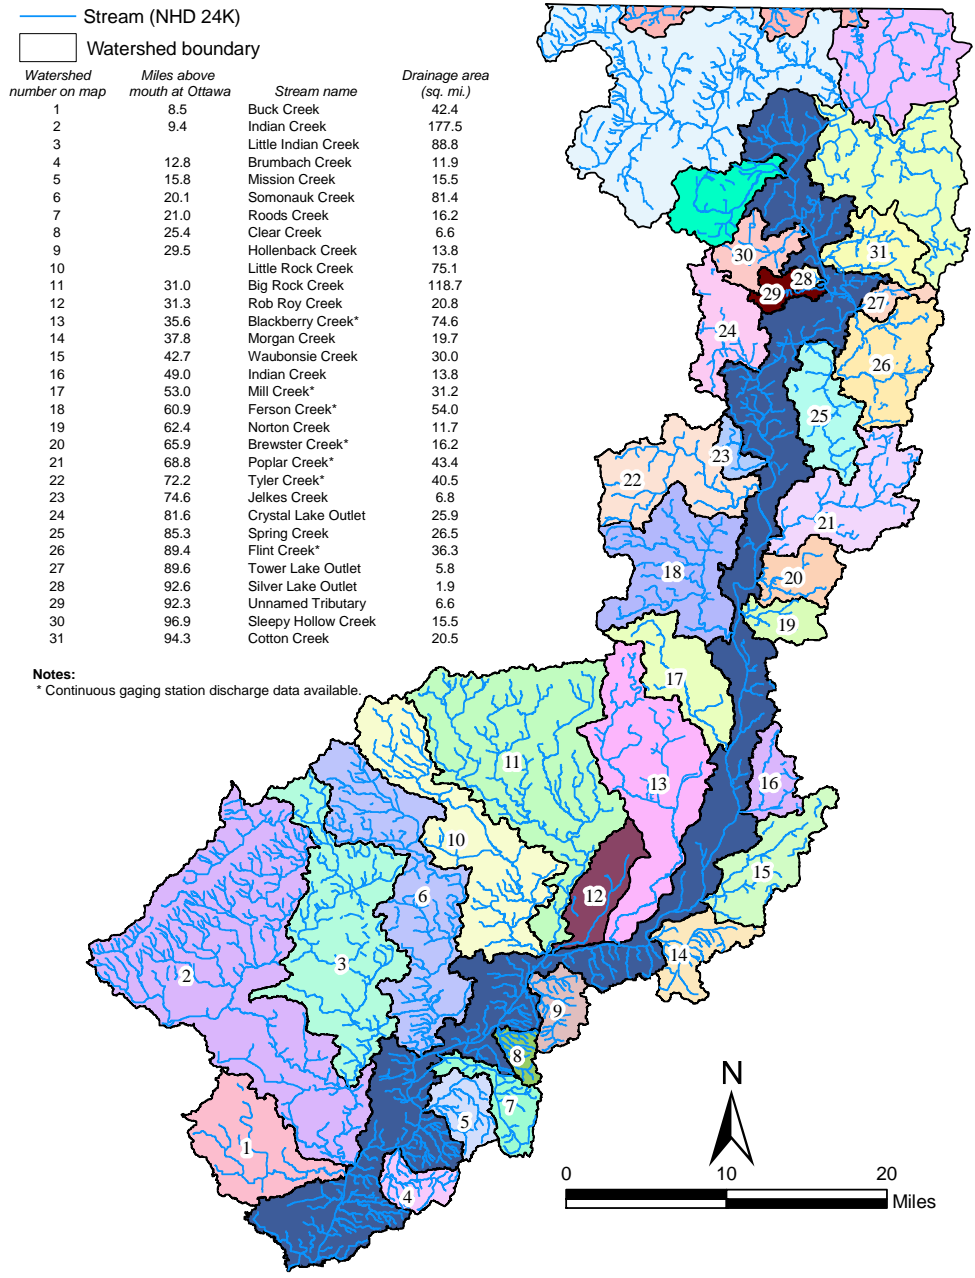 Stream (NHD 24K)
Watershed boundary
Watershed number on map Miles above mouth at Ottawa Stream name Drainage area (sq. mi.)
1 8.5 Buck Creek 42.4
2 9.4 Indian Creek 177.5
3 Little Indian Creek 88.8
4 12.8 Brumbach Creek 11.9
5 15.8 Mission Creek 15.5
6 20.1 Somonauk Creek 81.4
7 21.0 Roods Creek 16.2
8 25.4 Clear Creek 6.6
9 29.5 Hollenback Creek 13.8
10 Little Rock Creek 75.1
11 31.0 Big Rock Creek 118.7
12 31.3 Rob Roy Creek 20.8
13 35.6 Blackberry Creek* 74.6
14 37.8 Morgan Creek 19.7
15 42.7 Waubonsie Creek 30.0
16 49.0 Indian Creek 13.8
17 53.0 Mill Creek* 31.2
18 60.9 Ferson Creek* 54.0
19 62.4 Norton Creek 11.7
20 65.9 Brewster Creek* 16.2
21 68.8 Poplar Creek* 43.4
22 72.2 Tyler Creek* 40.5
23 74.6 Jelkes Creek 6.8
24 81.6 Crystal Lake Outlet 25.9
25 85.3 Spring Creek 26.5
26 89.4 Flint Creek* 36.3
27 89.6 Tower Lake Outlet 5.8
28 92.6 Silver Lake Outlet 1.9
29 92.3 Unnamed Tributary 6.6
30 96.9 Sleepy Hollow Creek 15.5
31 94.3 Cotton Creek 20.5
Notes:
* Continuous gaging station discharge data available.
30
31
28
29
27
24
26
25
23
22
21
18
20
19
17
11
13
16
10
15
12
6
14
3
2
9
8
7
5
1
4
N
0 10 20
Miles